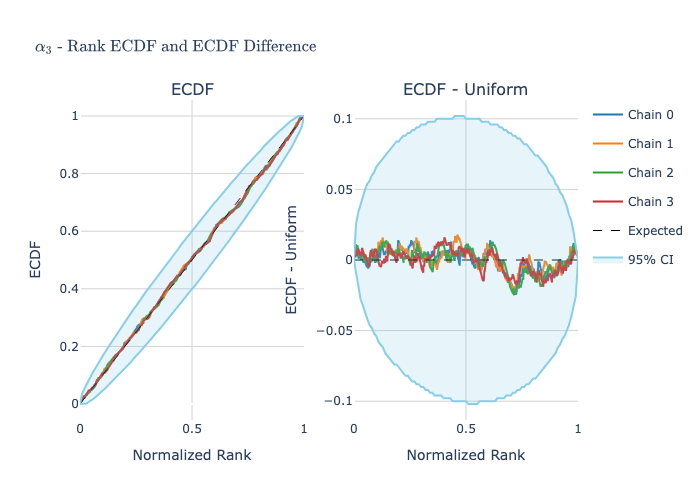 α₃ - Rank ECDF and ECDF Difference
ECDF
ECDF - Uniform
ECDF
1
0.8
0.6
0.4
0.2
0
0
0.5
1
Normalized Rank
ECDF - Uniform
0.1
0.05
0
−0.05
−0.1
0
0.5
1
Normalized Rank
Chain 0
Chain 1
Chain 2
Chain 3
Expected
95% CI